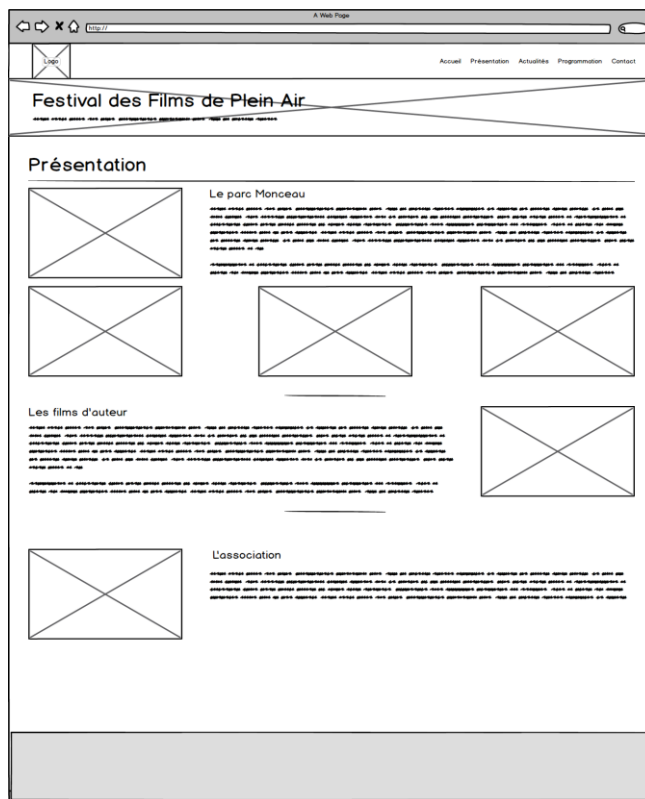 A Web Page
http://
Logo
Accueil Présentation Actualités Programmation Contact
Festival des Films de Plein Air
Présentation
Le parc Monceau
Les films d'auteur
L'association